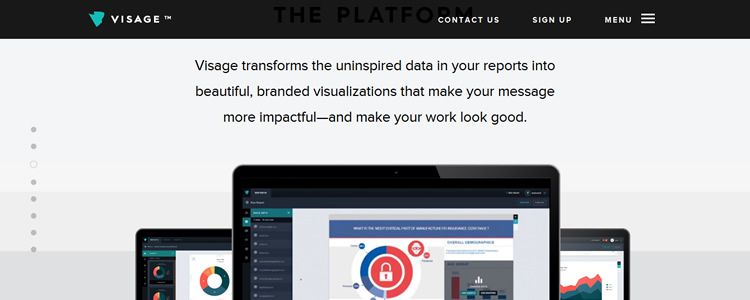 VISAGE ™
THE PLATFORM
CONTACT US
SIGN UP
MENU
Visage transforms the uninspired data in your reports into
beautiful, branded visualizations that make your message
more impactful—and make your work look good.
OVERALL DEMOGRAPHICS